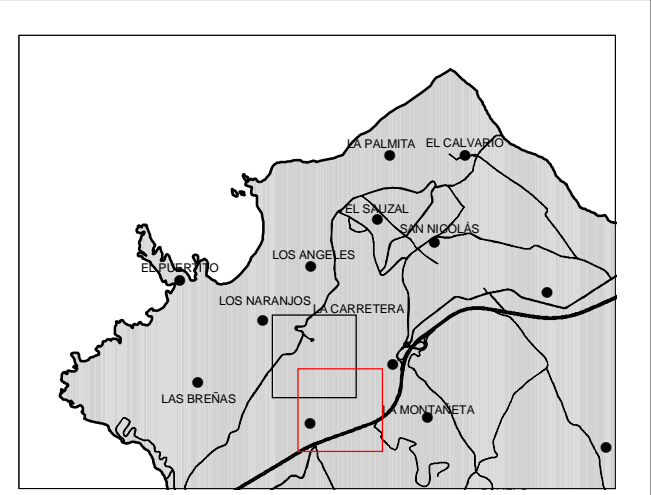 LA PALMITA
EL CALVARIO
EL SAUZAL
SAN NICOLÁS
LOS ANGELES
EL PUERTITO
LOS NARANJOS
LA CARRETERA
LAS BREÑAS
LA MONTAÑETA